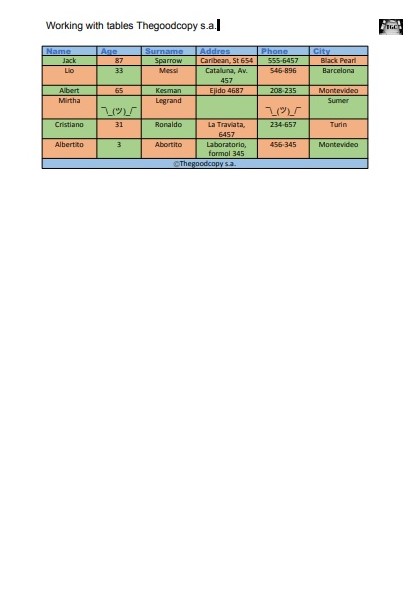 Working with tables Thegoodcopy s.a.
Name Age Surname Addres Phone City
Jack 87 Sparrow Caribean, St 654 555-6457 Black Pearl
Lio 33 Messi Cataluna, Av. 457 546-896 Barcelona
Albert 65 Kesman Ejido 4687 208-235 Montevideo
Mirtha ¯\_(ツ)_/¯ Legrand ¯\_(ツ)_/¯ Sumer
Cristiano 31 Ronaldo La Traviata, 6457 234-657 Turin
Albertito 3 Abortito Laboratorio, formol 345 456-345 Montevideo
©Thegoodcopy s.a.